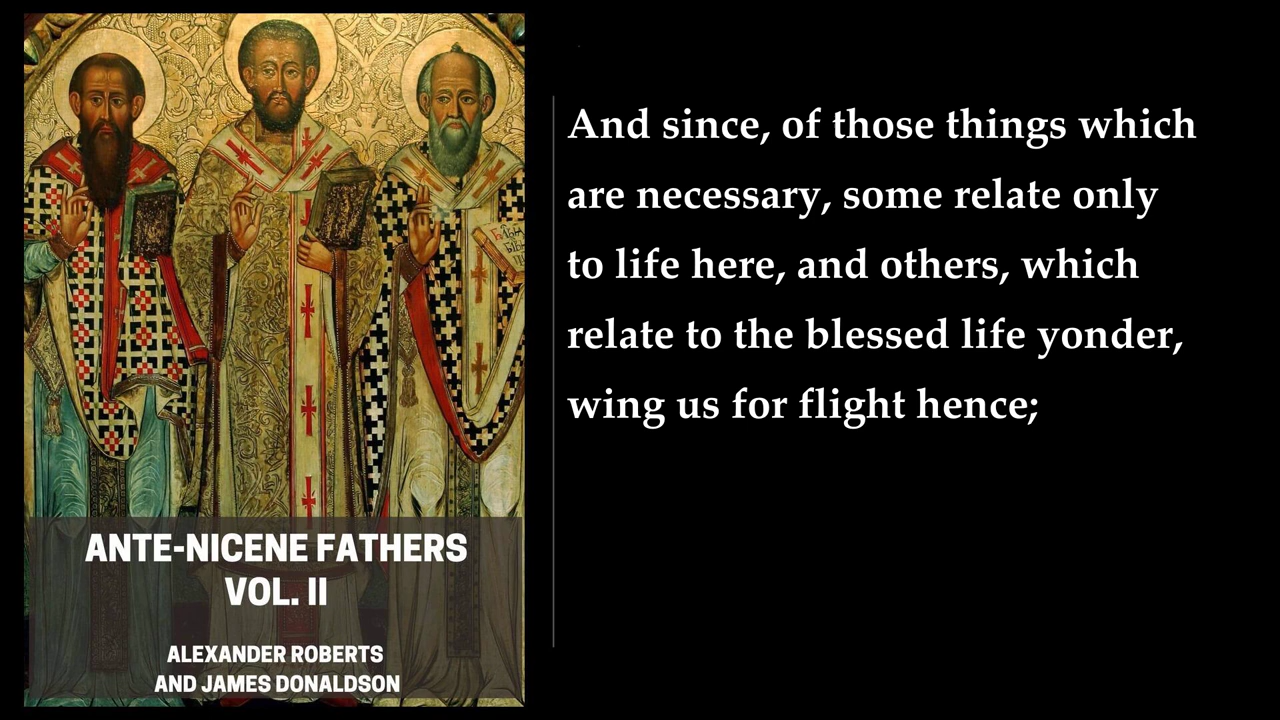 ANTE-NICENE FATHERS
VOL. II
ALEXANDER ROBERTS
AND JAMES DONALDSON
And since, of those things which
are necessary, some relate only
to life here, and others, which
relate to the blessed life yonder,
wing us for flight hence;